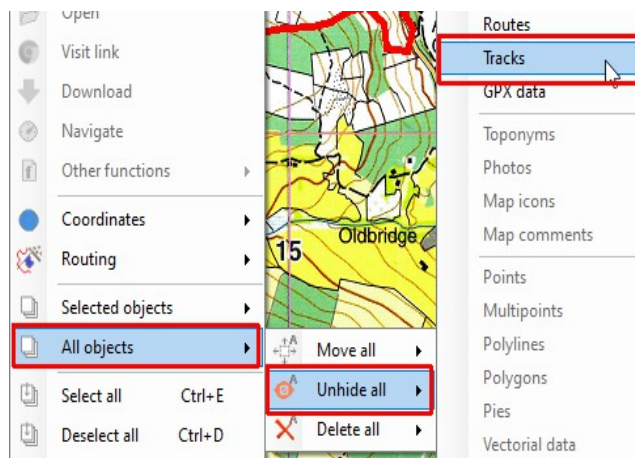 Open
Visit link
Download
Navigate
Other functions
Coordinates
Routing
Selected objects
All objects
Select all Ctrl+E
Deselect all Ctrl+D
15
Oldbridge
Move all
Unhide all
Delete all
Routes
Tracks
GPX data
Toponyms
Photos
Map icons
Map comments
Points
Multipoints
Polylines
Polygons
Pies
Vectorial data